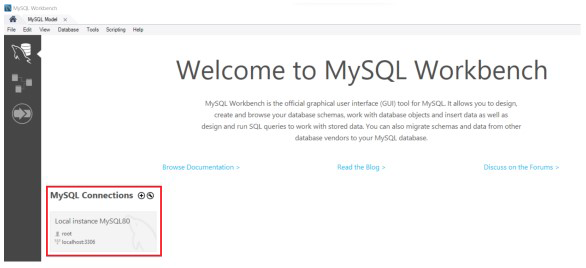 MySQL Workbench
MySQL Model ×
File Edit View Database Tools Scripting Help
Welcome to MySQL Workbench
MySQL Workbench is the official graphical user interface (GUI) tool for MySQL. It allows you to design,
create and browse your database schemas, work with database objects and insert data as well as
design and run SQL queries to work with stored data. You can also migrate schemas and data from other
database vendors to your MySQL database.
Browse Documentation > Read the Blog > Discuss on the Forums >
MySQL Connections
Local instance MySQL80
root
localhost:3306